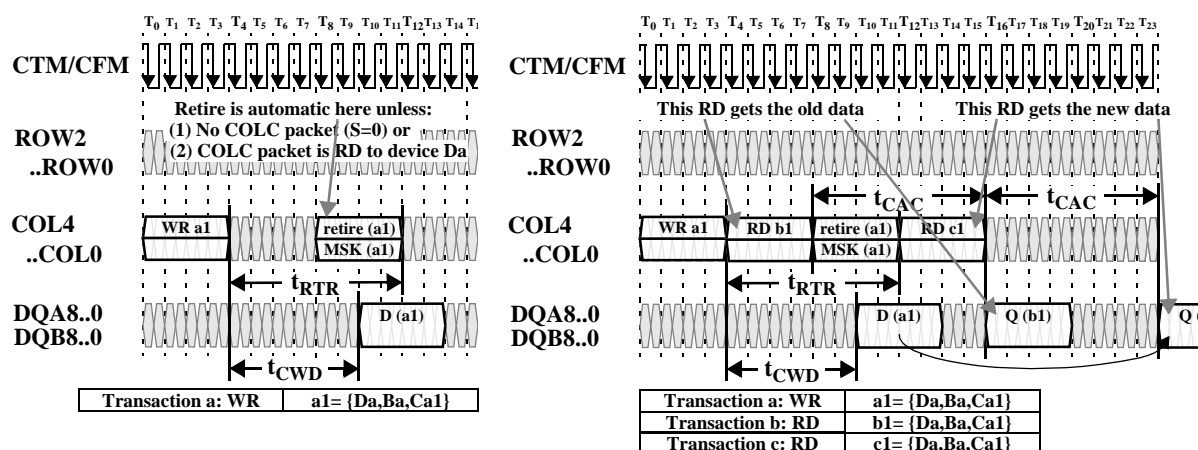 T0 T1 T2 T3 T4 T5 T6 T7 T8 T9 T10 T11 T12 T13 T14 T1
CTM/CFM
Retire is automatic here unless:
(1) No COLC packet (S=0) or
(2) COLC packet is RD to device Da
ROW2
..ROW0
COL4
..COL0
WR a1
retire (a1)
MSK (a1)
tRTR
DQA8..0
DQB8..0
D (a1)
tCWD
Transaction a: WR a1= {Da,Ba,Ca1}
T0 T1 T2 T3 T4 T5 T6 T7 T8 T9 T10 T11 T12 T13 T14 T15 T16 T17 T18 T19 T20 T21 T22 T23
CTM/CFM
This RD gets the old data
This RD gets the new data
ROW2
..ROW0
tCAC
tCAC
COL4
..COL0
WR a1
RD b1
retire (a1)
MSK (a1)
RD c1
tRTR
DQA8..0
DQB8..0
D (a1)
Q (b1)
Q (
tCWD
Transaction a: WR a1= {Da,Ba,Ca1}
Transaction b: RD b1= {Da,Ba,Ca1}
Transaction c: RD c1= {Da,Ba,Ca1}